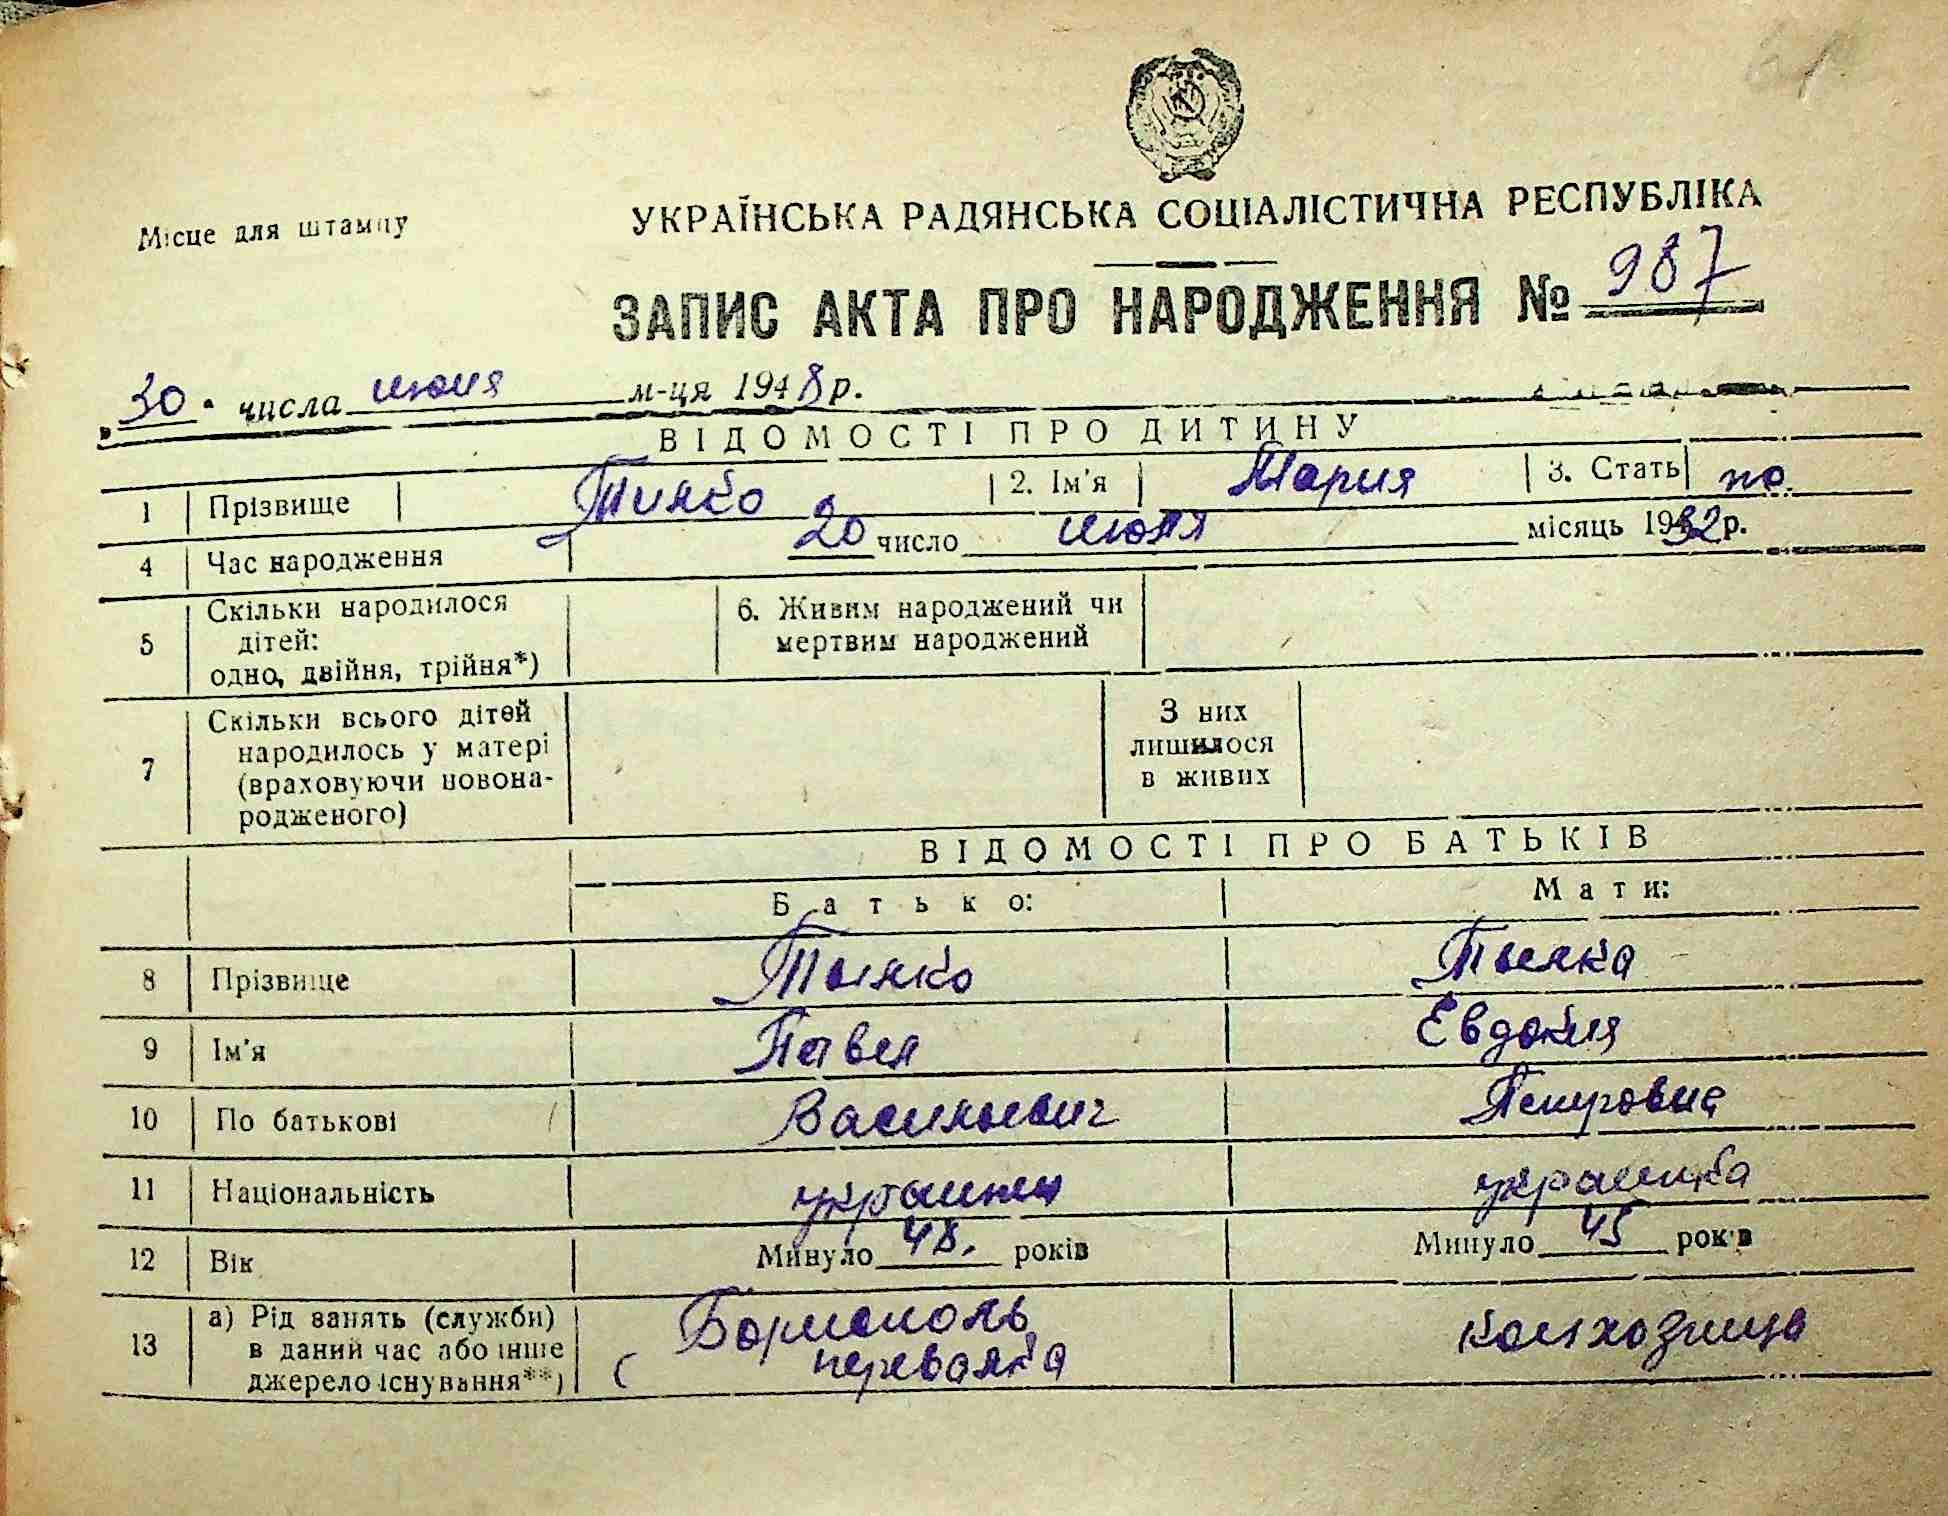 Місце для штампу
УКРАЇНСЬКА РАДЯНСЬКА СОЦІАЛІСТИЧНА РЕСПУБЛІКА
ЗАПИС АКТА ПРО НАРОДЖЕННЯ № 987
„30" числа июня м-ця 1948 р.
ВІДОМОСТІ ПРО ДИТИНУ
1 Прізвище 2. Ім'я Мария 3. Стать
4 Час народження 20 число июля місяць 1932 р.
5 Скільки народилося
дітей:
одно, двійня, трійня*)
6. Живим народжений чи
мертвим народжений
7 Скільки всього дітей
народилось у матері
(враховуючи новона-
родженого)
З них
лишилося
в живих
ВІДОМОСТІ ПРО БАТЬКІВ
Батько: Мати:
8 Прізвище
9 Ім'я Павел Евдокия
10 По батькові Васильевич Петровна
11 Національність украинец украинка
12 Вік Минуло 48. років Минуло 45 років
13 а) Рід занять (служби)
в даний час або інше
джерело існування**)
Борисполь
перевалка
колхозница